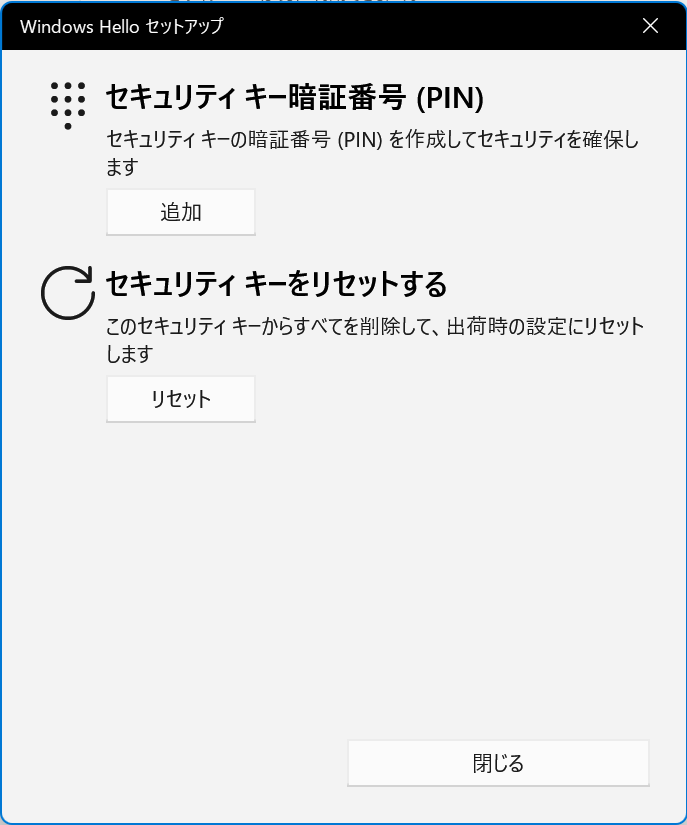 Windows Hello セットアップ
セキュリティ キー暗証番号 (PIN)
セキュリティ キーの暗証番号 (PIN) を作成してセキュリティを確保し
ます
追加
セキュリティ キーをリセットする
このセキュリティ キーからすべてを削除して、出荷時の設定にリセット
します
リセット
閉じる